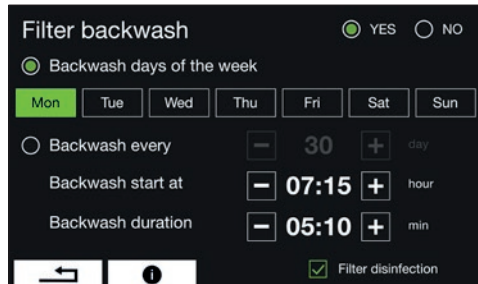 Filter backwash YES NO
Backwash days of the week
Mon Tue Wed Thu Fri Sat Sun
Backwash every − 30 + day
Backwash start at − 07:15 + hour
Backwash duration − 05:10 + min
i Filter disinfection